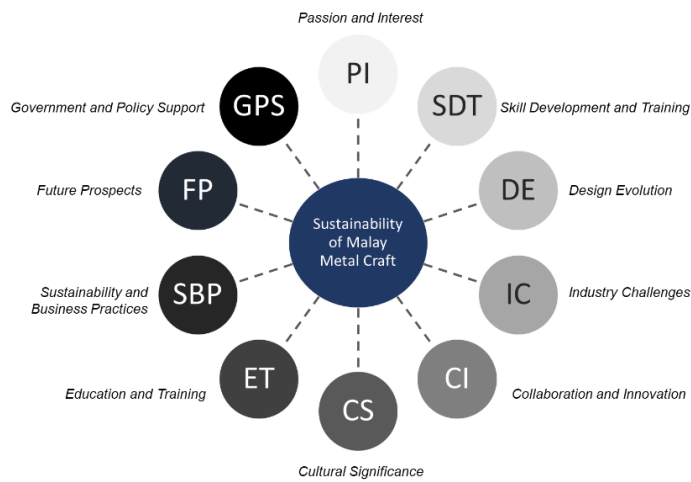 Passion and Interest
PI
GPS
Government and Policy Support
SDT
Skill Development and Training
FP
Future Prospects
DE
Design Evolution
Sustainability
of Malay
Metal Craft
SBP
Sustainability and
Business Practices
IC
Industry Challenges
ET
Education and Training
CI
Collaboration and Innovation
CS
Cultural Significance